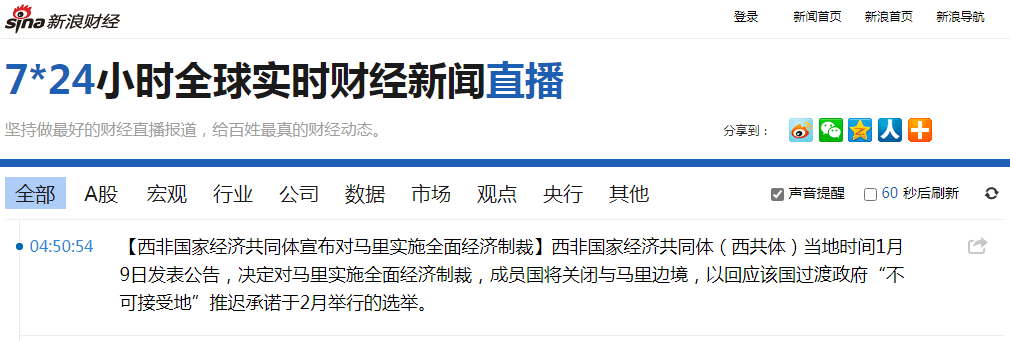 sina新浪财经
登录 新闻首页 新浪首页 新浪导航
7*24小时全球实时财经新闻直播
坚持做最好的财经直播报道，给百姓最真的财经动态。
分享到：
全部 A股 宏观 行业 公司 数据 市场 观点 央行 其他
声音提醒 60 秒后刷新
04:50:54
【西非国家经济共同体宣布对马里实施全面经济制裁】西非国家经济共同体（西共体）当地时间1月
9日发表公告，决定对马里实施全面经济制裁，成员国将关闭与马里边境，以回应该国过渡政府“不
可接受地”推迟承诺于2月举行的选举。